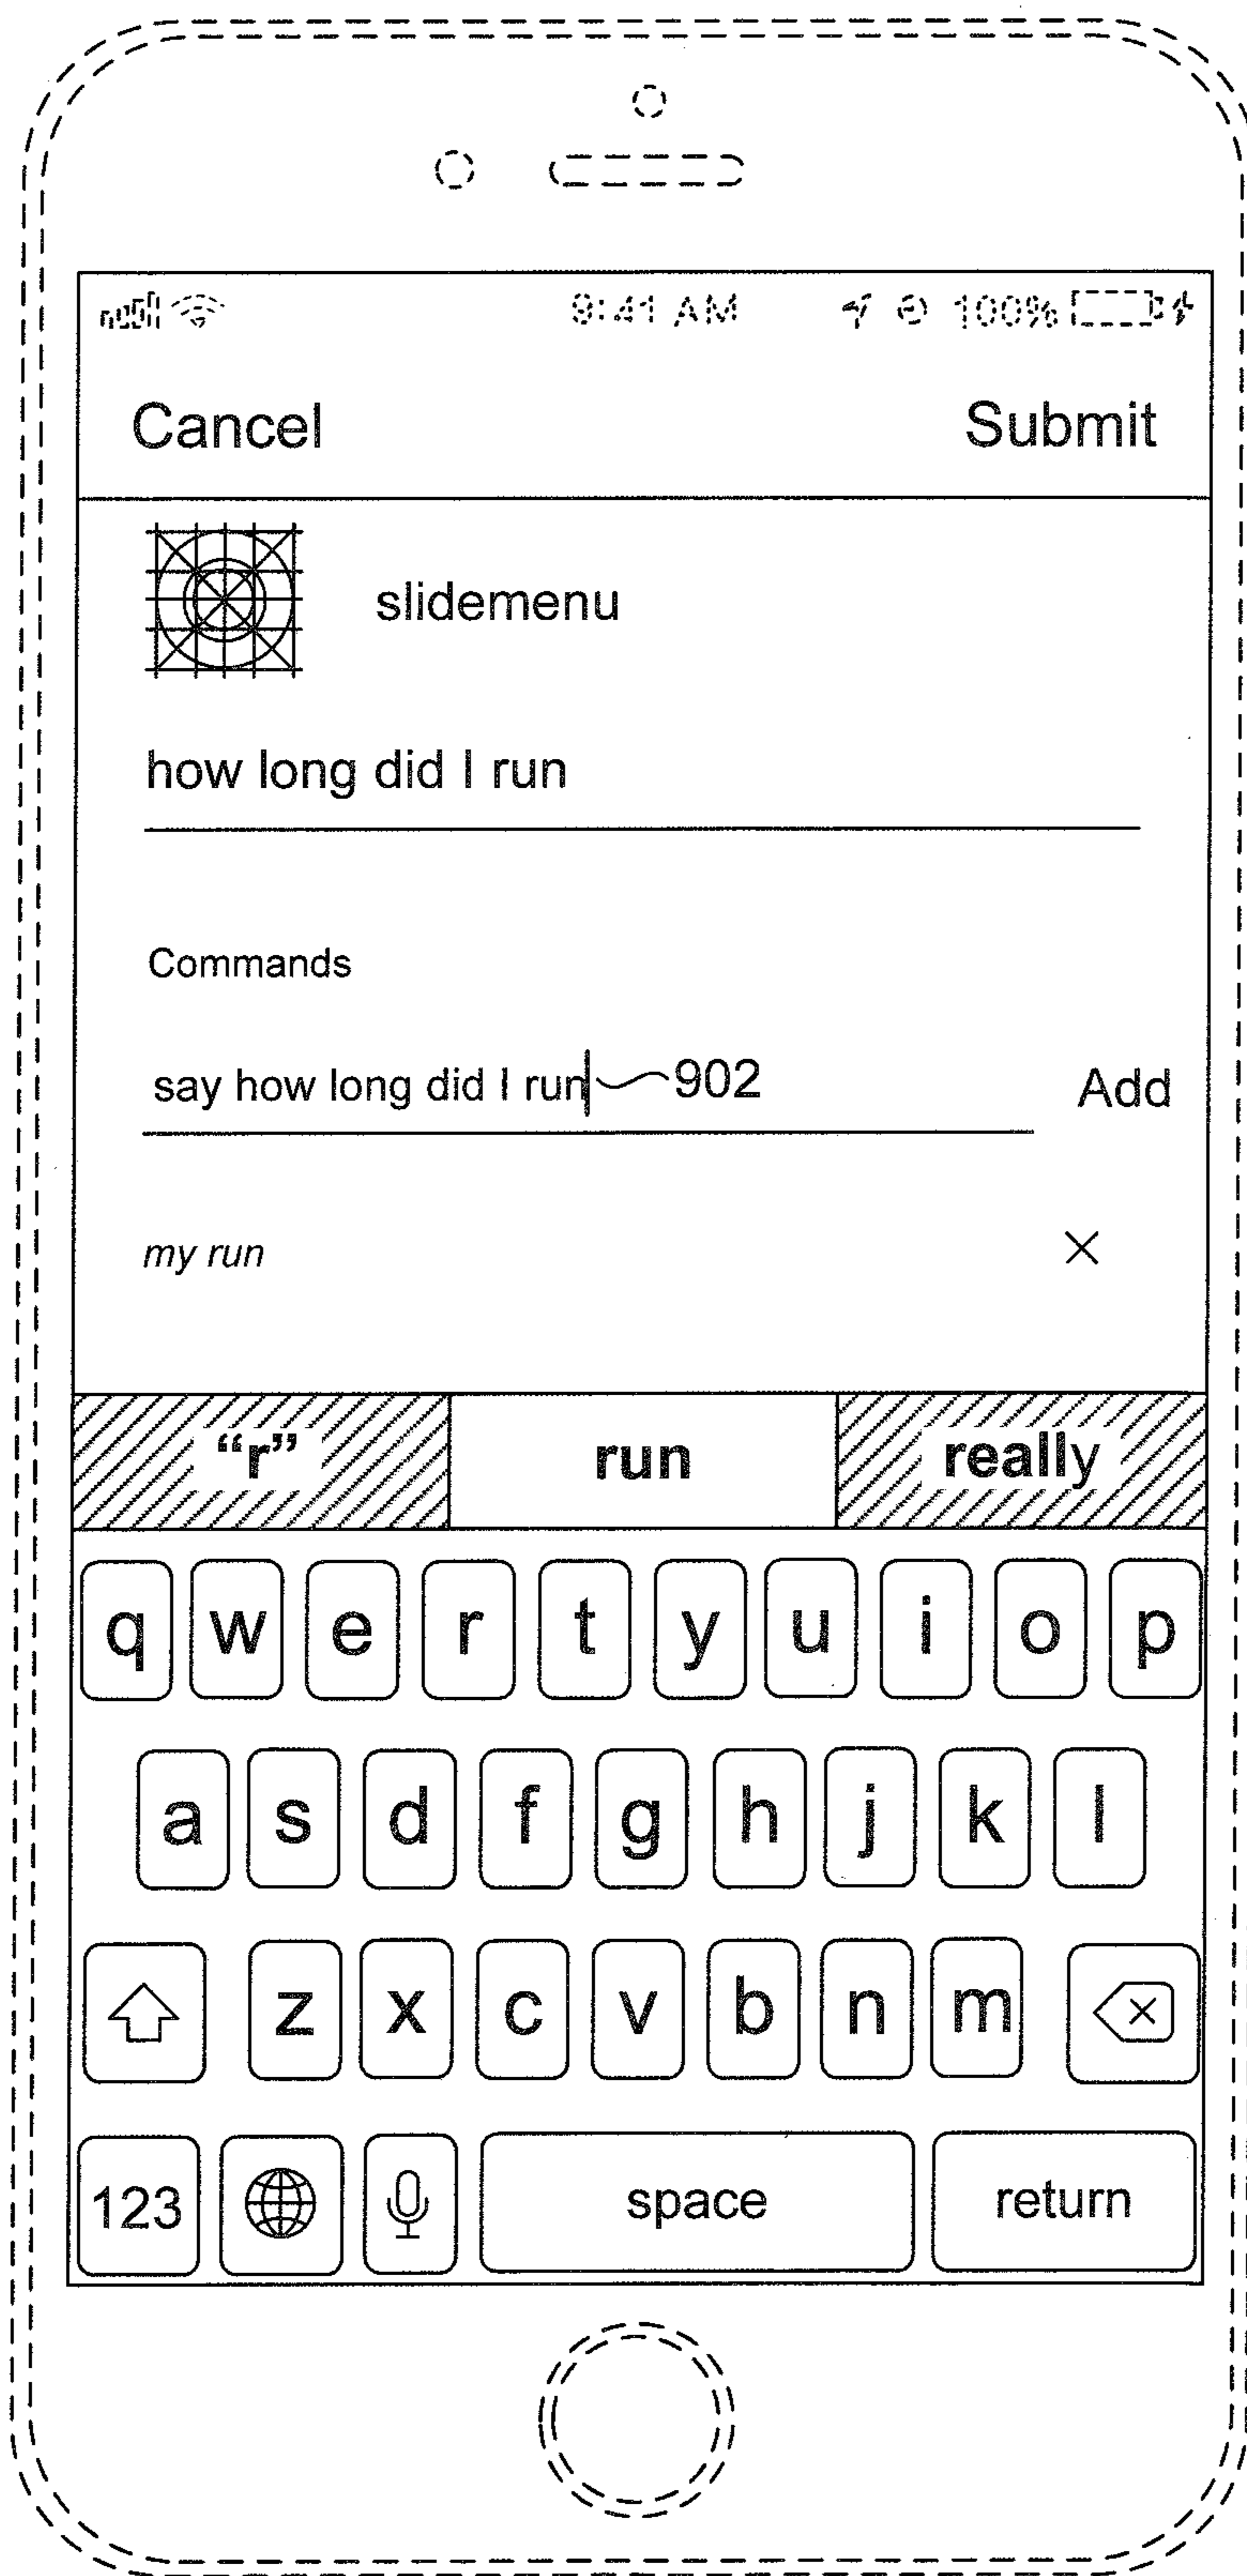 9:41 AM 100%
Cancel Submit
slidemenu
how long did I run
Commands
say how long did I run 902 Add
my run ×
“r” run really
q w e r t y u i o p
a s d f g h j k l
z x c v b n m
123 space return